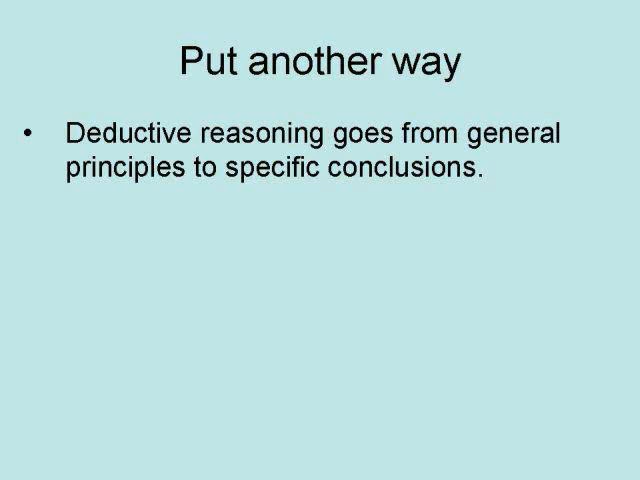 Put another way
• Deductive reasoning goes from general
principles to specific conclusions.